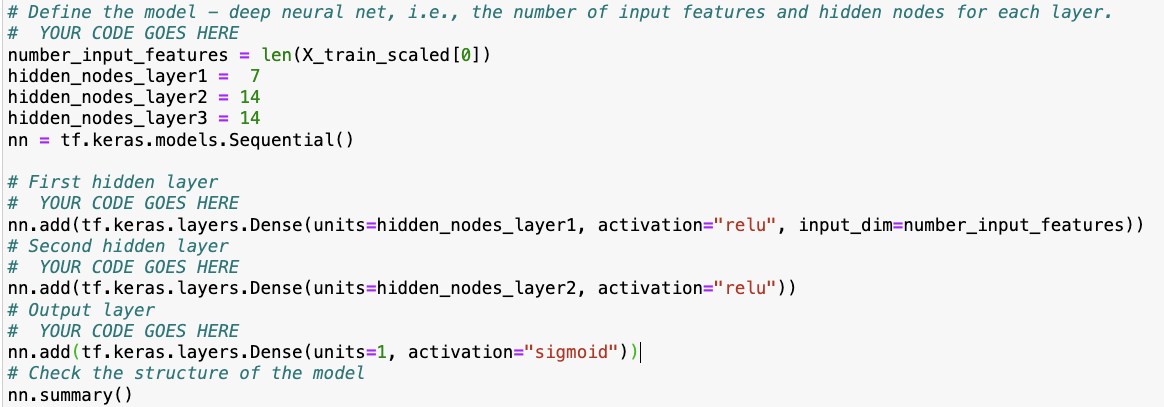 # Define the model - deep neural net, i.e., the number of input features and hidden nodes for each layer.
#  YOUR CODE GOES HERE
number_input_features = len(X_train_scaled[0])
hidden_nodes_layer1 =  7
hidden_nodes_layer2 = 14
hidden_nodes_layer3 = 14
nn = tf.keras.models.Sequential()

# First hidden layer
#  YOUR CODE GOES HERE
nn.add(tf.keras.layers.Dense(units=hidden_nodes_layer1, activation="relu", input_dim=number_input_features))
# Second hidden layer
#  YOUR CODE GOES HERE
nn.add(tf.keras.layers.Dense(units=hidden_nodes_layer2, activation="relu"))
# Output layer
#  YOUR CODE GOES HERE
nn.add(tf.keras.layers.Dense(units=1, activation="sigmoid"))
# Check the structure of the model
nn.summary()